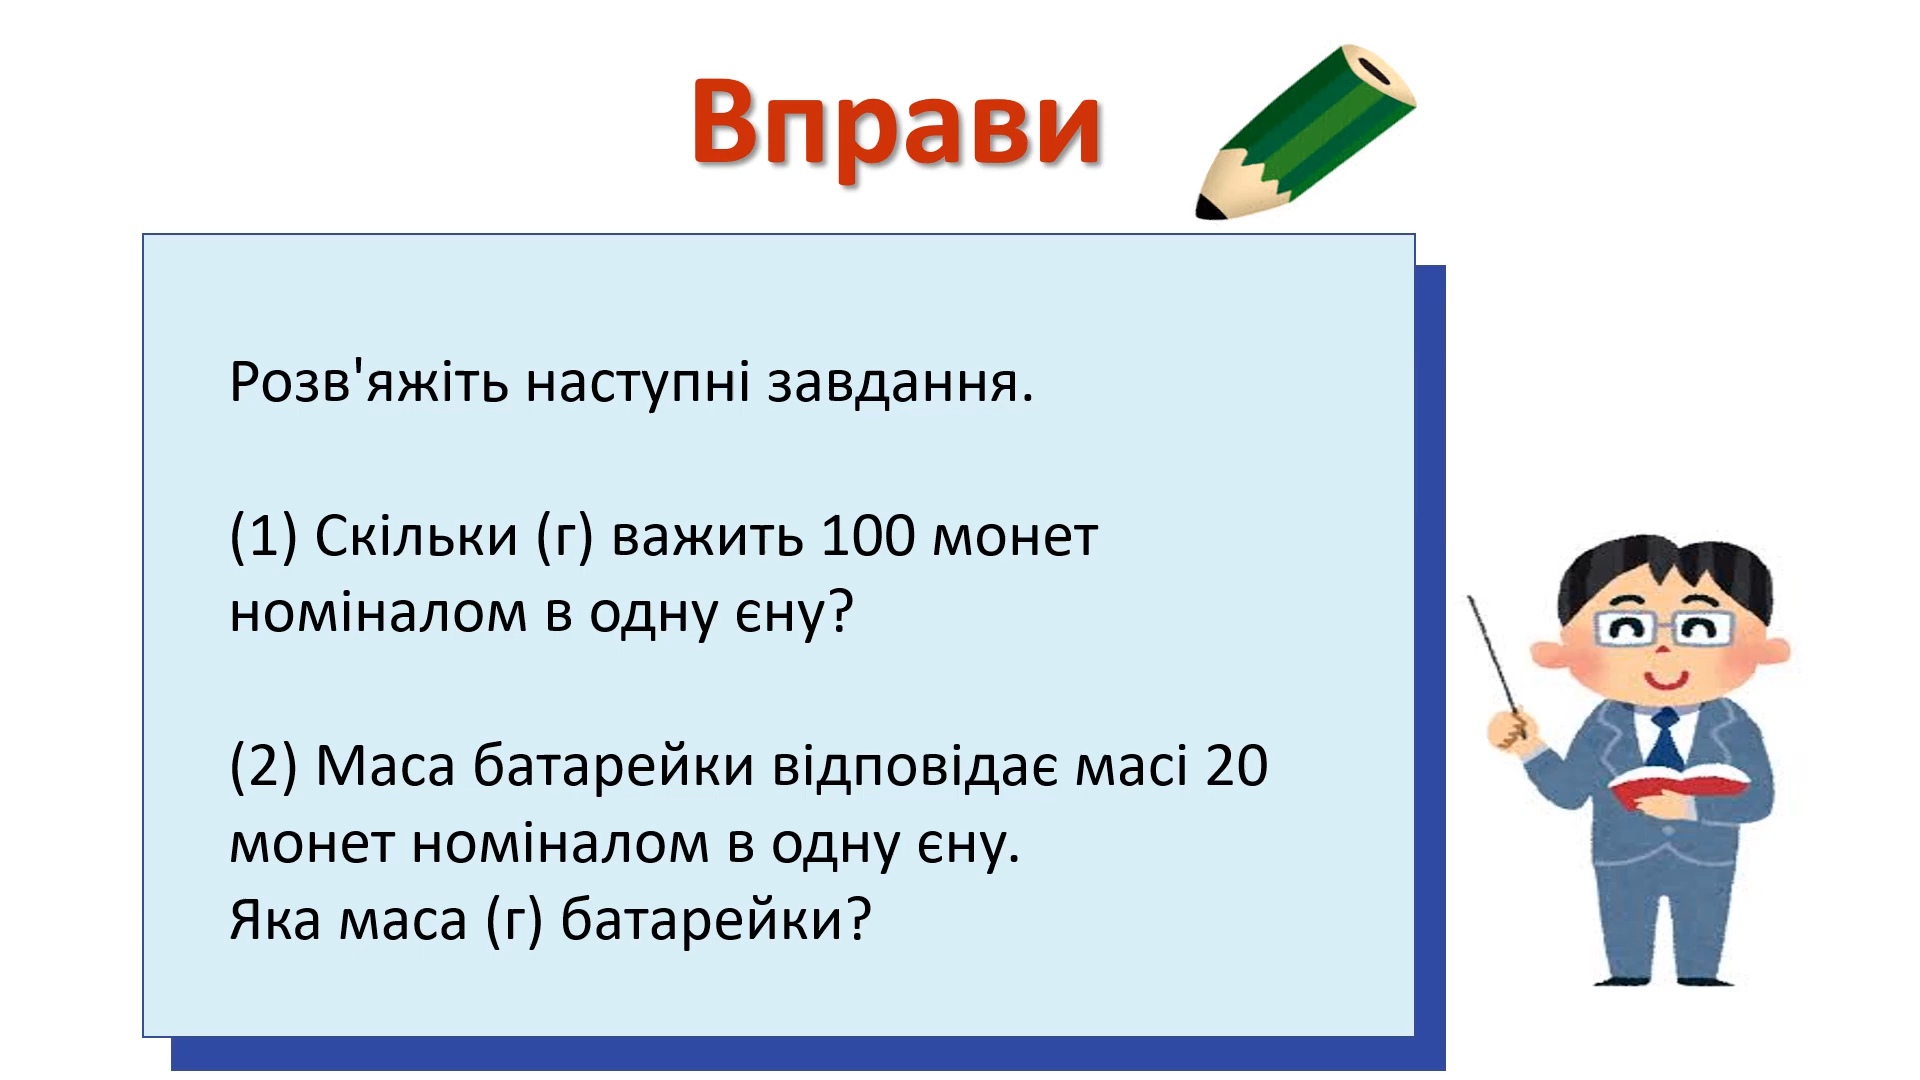 Вправи
Розв'яжіть наступні завдання.
(1) Скільки (г) важить 100 монет
номіналом в одну єну?
(2) Маса батарейки відповідає масі 20
монет номіналом в одну єну.
Яка маса (г) батарейки?